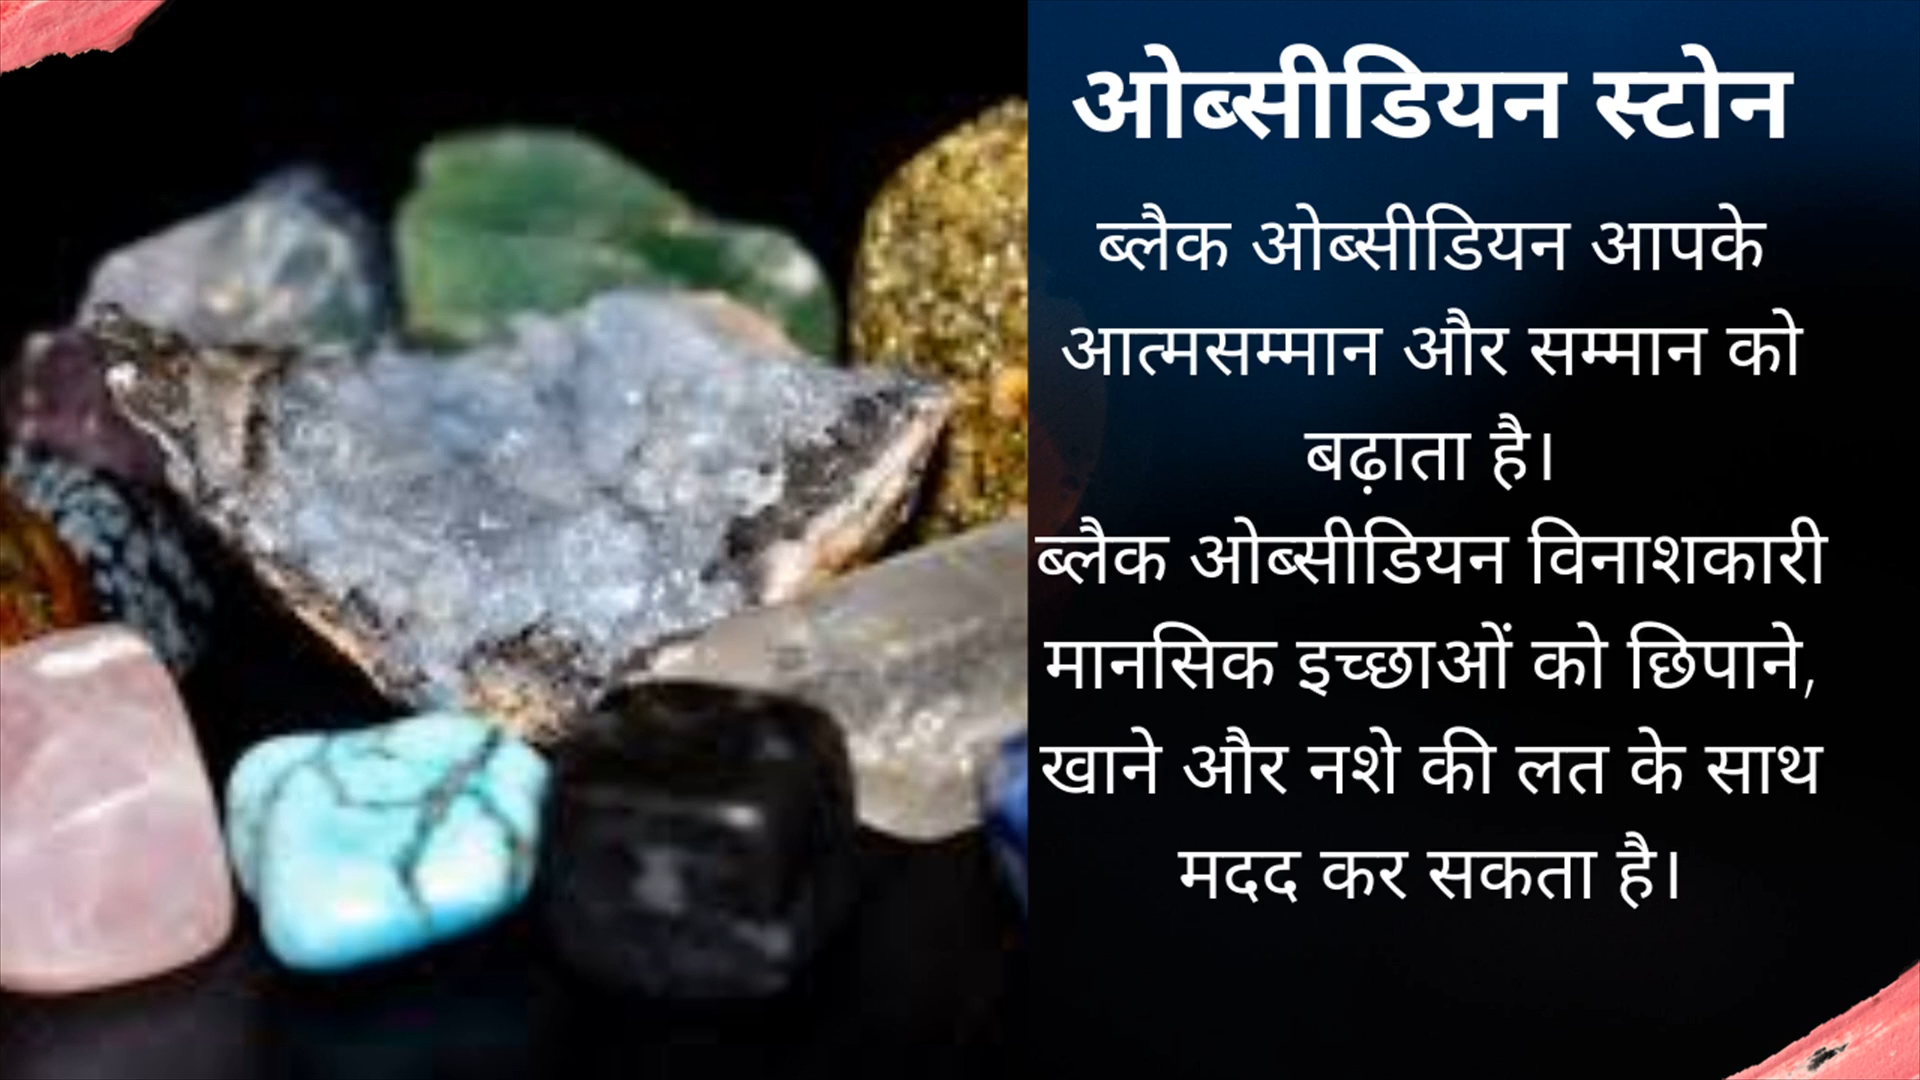 ओब्सीडियन स्टोन
ब्लैक ओब्सीडियन आपके
आत्मसम्मान और सम्मान को
बढ़ाता है।
ब्लैक ओब्सीडियन विनाशकारी
मानसिक इच्छाओं को छिपाने,
खाने और नशे की लत के साथ
मदद कर सकता है।